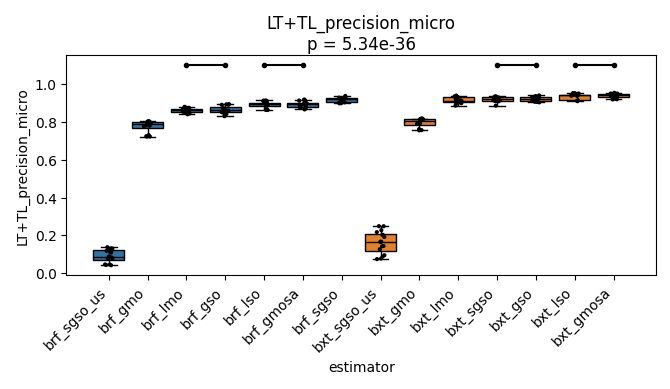 LT+TL_precision_micro
p = 5.34e-36
LT+TL_precision_micro
1.0
0.8
0.6
0.4
0.2
0.0
brf_sgso_us
brf_gmo
brf_lmo
brf_gso
brf_lso
brf_gmosa
brf_sgso
bxt_sgso_us
bxt_gmo
bxt_lmo
bxt_sgso
bxt_gso
bxt_lso
bxt_gmosa
estimator